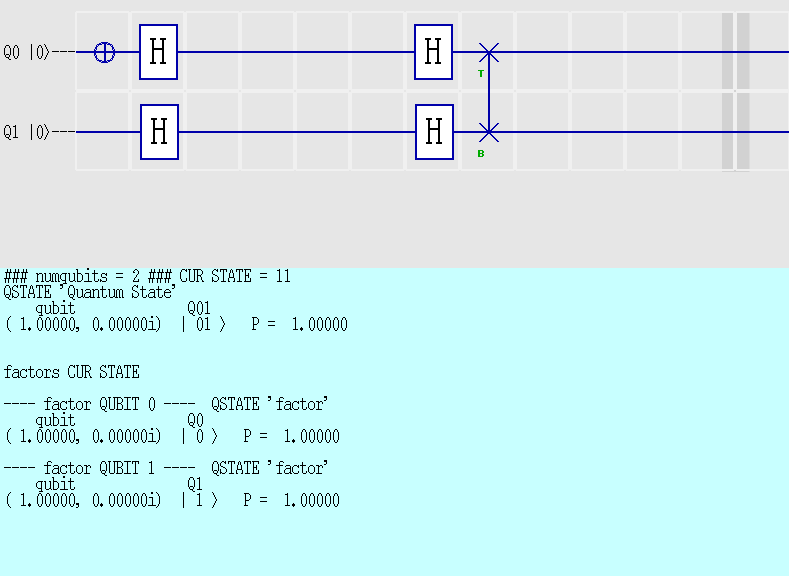 Q0 |0⟩---
H
H
T
Q1 |0⟩---
H
H
B
### numqubits = 2 ### CUR STATE = 11
QSTATE 'Quantum State'
qubit Q01
( 1.00000, 0.00000i) | 01 ⟩ P = 1.00000
factors CUR STATE
---- factor QUBIT 0 ---- QSTATE 'factor'
qubit Q0
( 1.00000, 0.00000i) | 0 ⟩ P = 1.00000
---- factor QUBIT 1 ---- QSTATE 'factor'
qubit Q1
( 1.00000, 0.00000i) | 1 ⟩ P = 1.00000